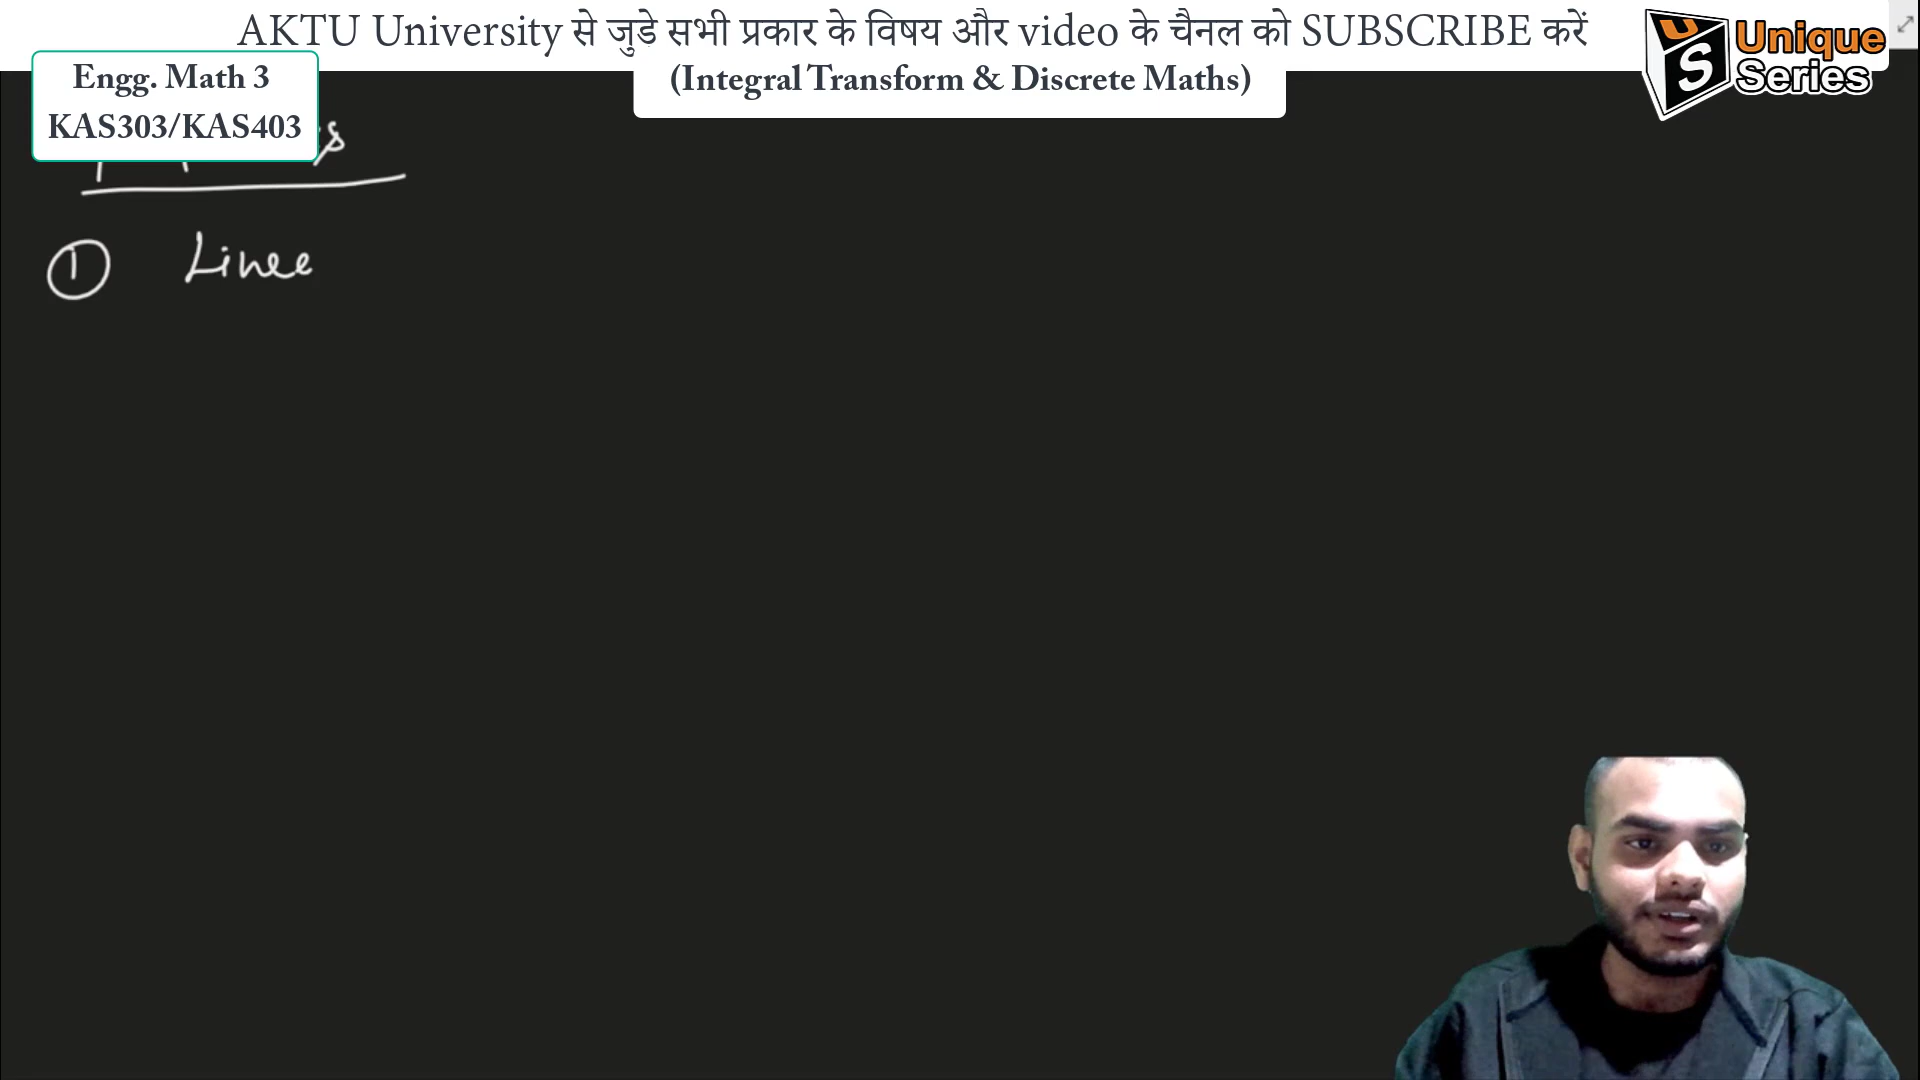 AKTU University से जुडे सभी प्रकार के विषय और video के चैनल को SUBSCRIBE करें
Unique
Series
US
Engg. Math 3
KAS303/KAS403
(Integral Transform & Discrete Maths)
① Linee